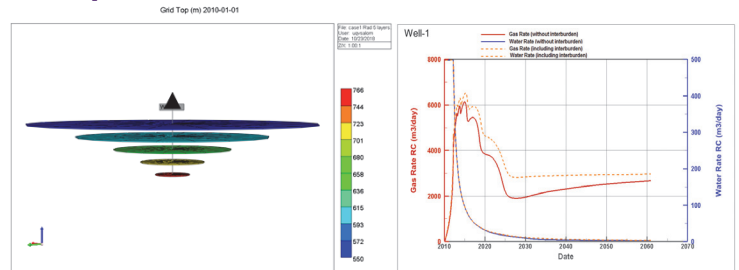 Grid Top (m) 2010-01-01
File: case1 Rad 5 layers
Date: 10/23/2018
Z/X: 1.00:1
766
744
723
701
680
658
636
615
593
572
550
Well-1
Gas Rate (without interburden)
Water Rate (without interburden)
Gas Rate (including interburden)
Water Rate (including interburden)
Gas Rate RC (m3/day)
8000
6000
4000
2000
0
500
400
300
200
100
0
Water Rate RC (m3/day)
2010
2020
2030
2040
2050
2060
2070
Date